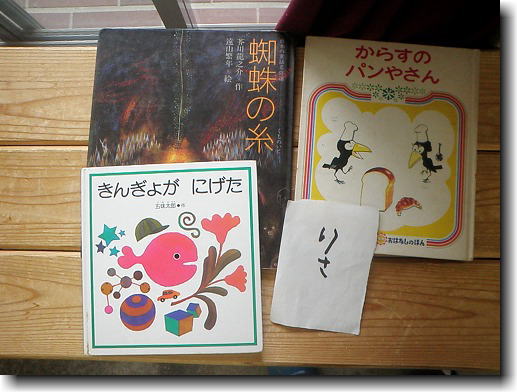 蜘蛛の糸
芥川龍之介・作
遠山繁年・絵
からすの
パンやさん
おはなしのほん
きんぎょが にげた
五味太郎・作
りさ